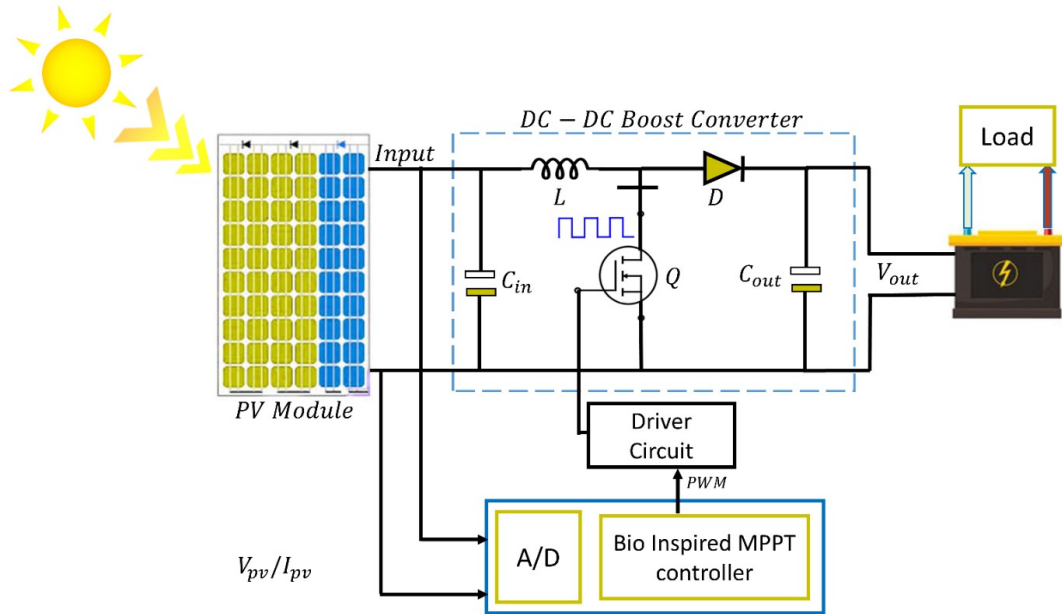 DC − DC Boost Converter
Load
Input
L
D
C_in
Q
C_out
V_out
PV Module
Driver
Circuit
PWM
A/D
Bio Inspired MPPT
controller
V_pv/I_pv